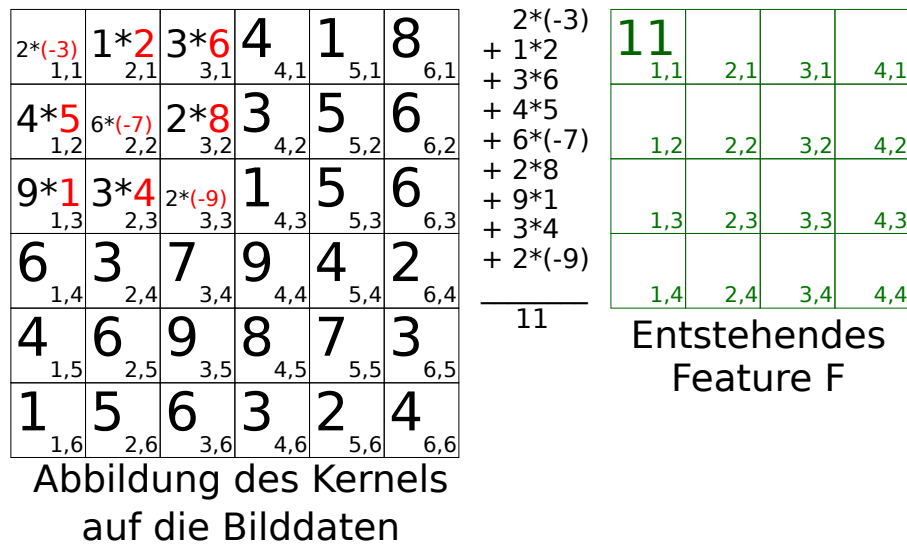 2*(-3) 1*2 3*6 4 1 8
1,1 2,1 3,1 4,1 5,1 6,1
4*5 6*(-7) 2*8 3 5 6
1,2 2,2 3,2 4,2 5,2 6,2
9*1 3*4 2*(-9) 1 5 6
1,3 2,3 3,3 4,3 5,3 6,3
6 3 7 9 4 2
1,4 2,4 3,4 4,4 5,4 6,4
4 6 9 8 7 3
1,5 2,5 3,5 4,5 5,5 6,5
1 5 6 3 2 4
1,6 2,6 3,6 4,6 5,6 6,6
Abbildung des Kernels
auf die Bilddaten
2*(-3)
+ 1*2
+ 3*6
+ 4*5
+ 6*(-7)
+ 2*8
+ 9*1
+ 3*4
+ 2*(-9)
11
11
1,1 2,1 3,1 4,1
1,2 2,2 3,2 4,2
1,3 2,3 3,3 4,3
1,4 2,4 3,4 4,4
Entstehendes
Feature F